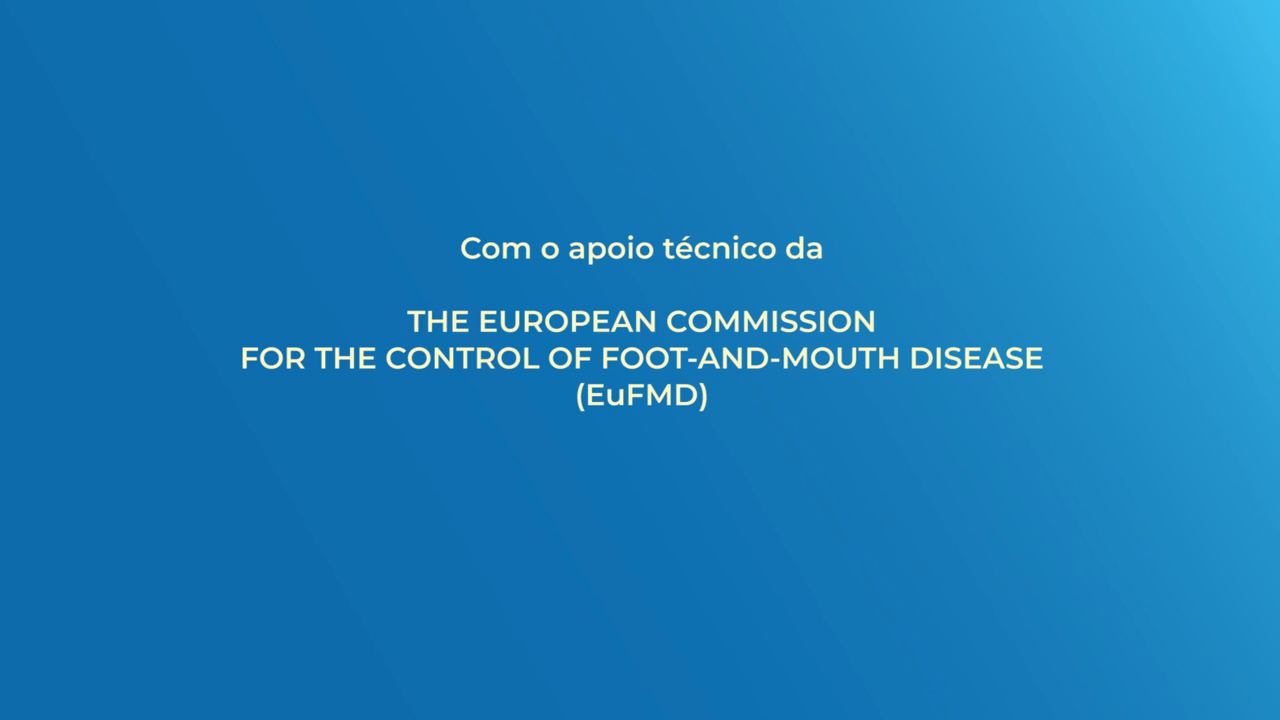 Com o apoio técnico da
THE EUROPEAN COMMISSION
FOR THE CONTROL OF FOOT-AND-MOUTH DISEASE
(EuFMD)